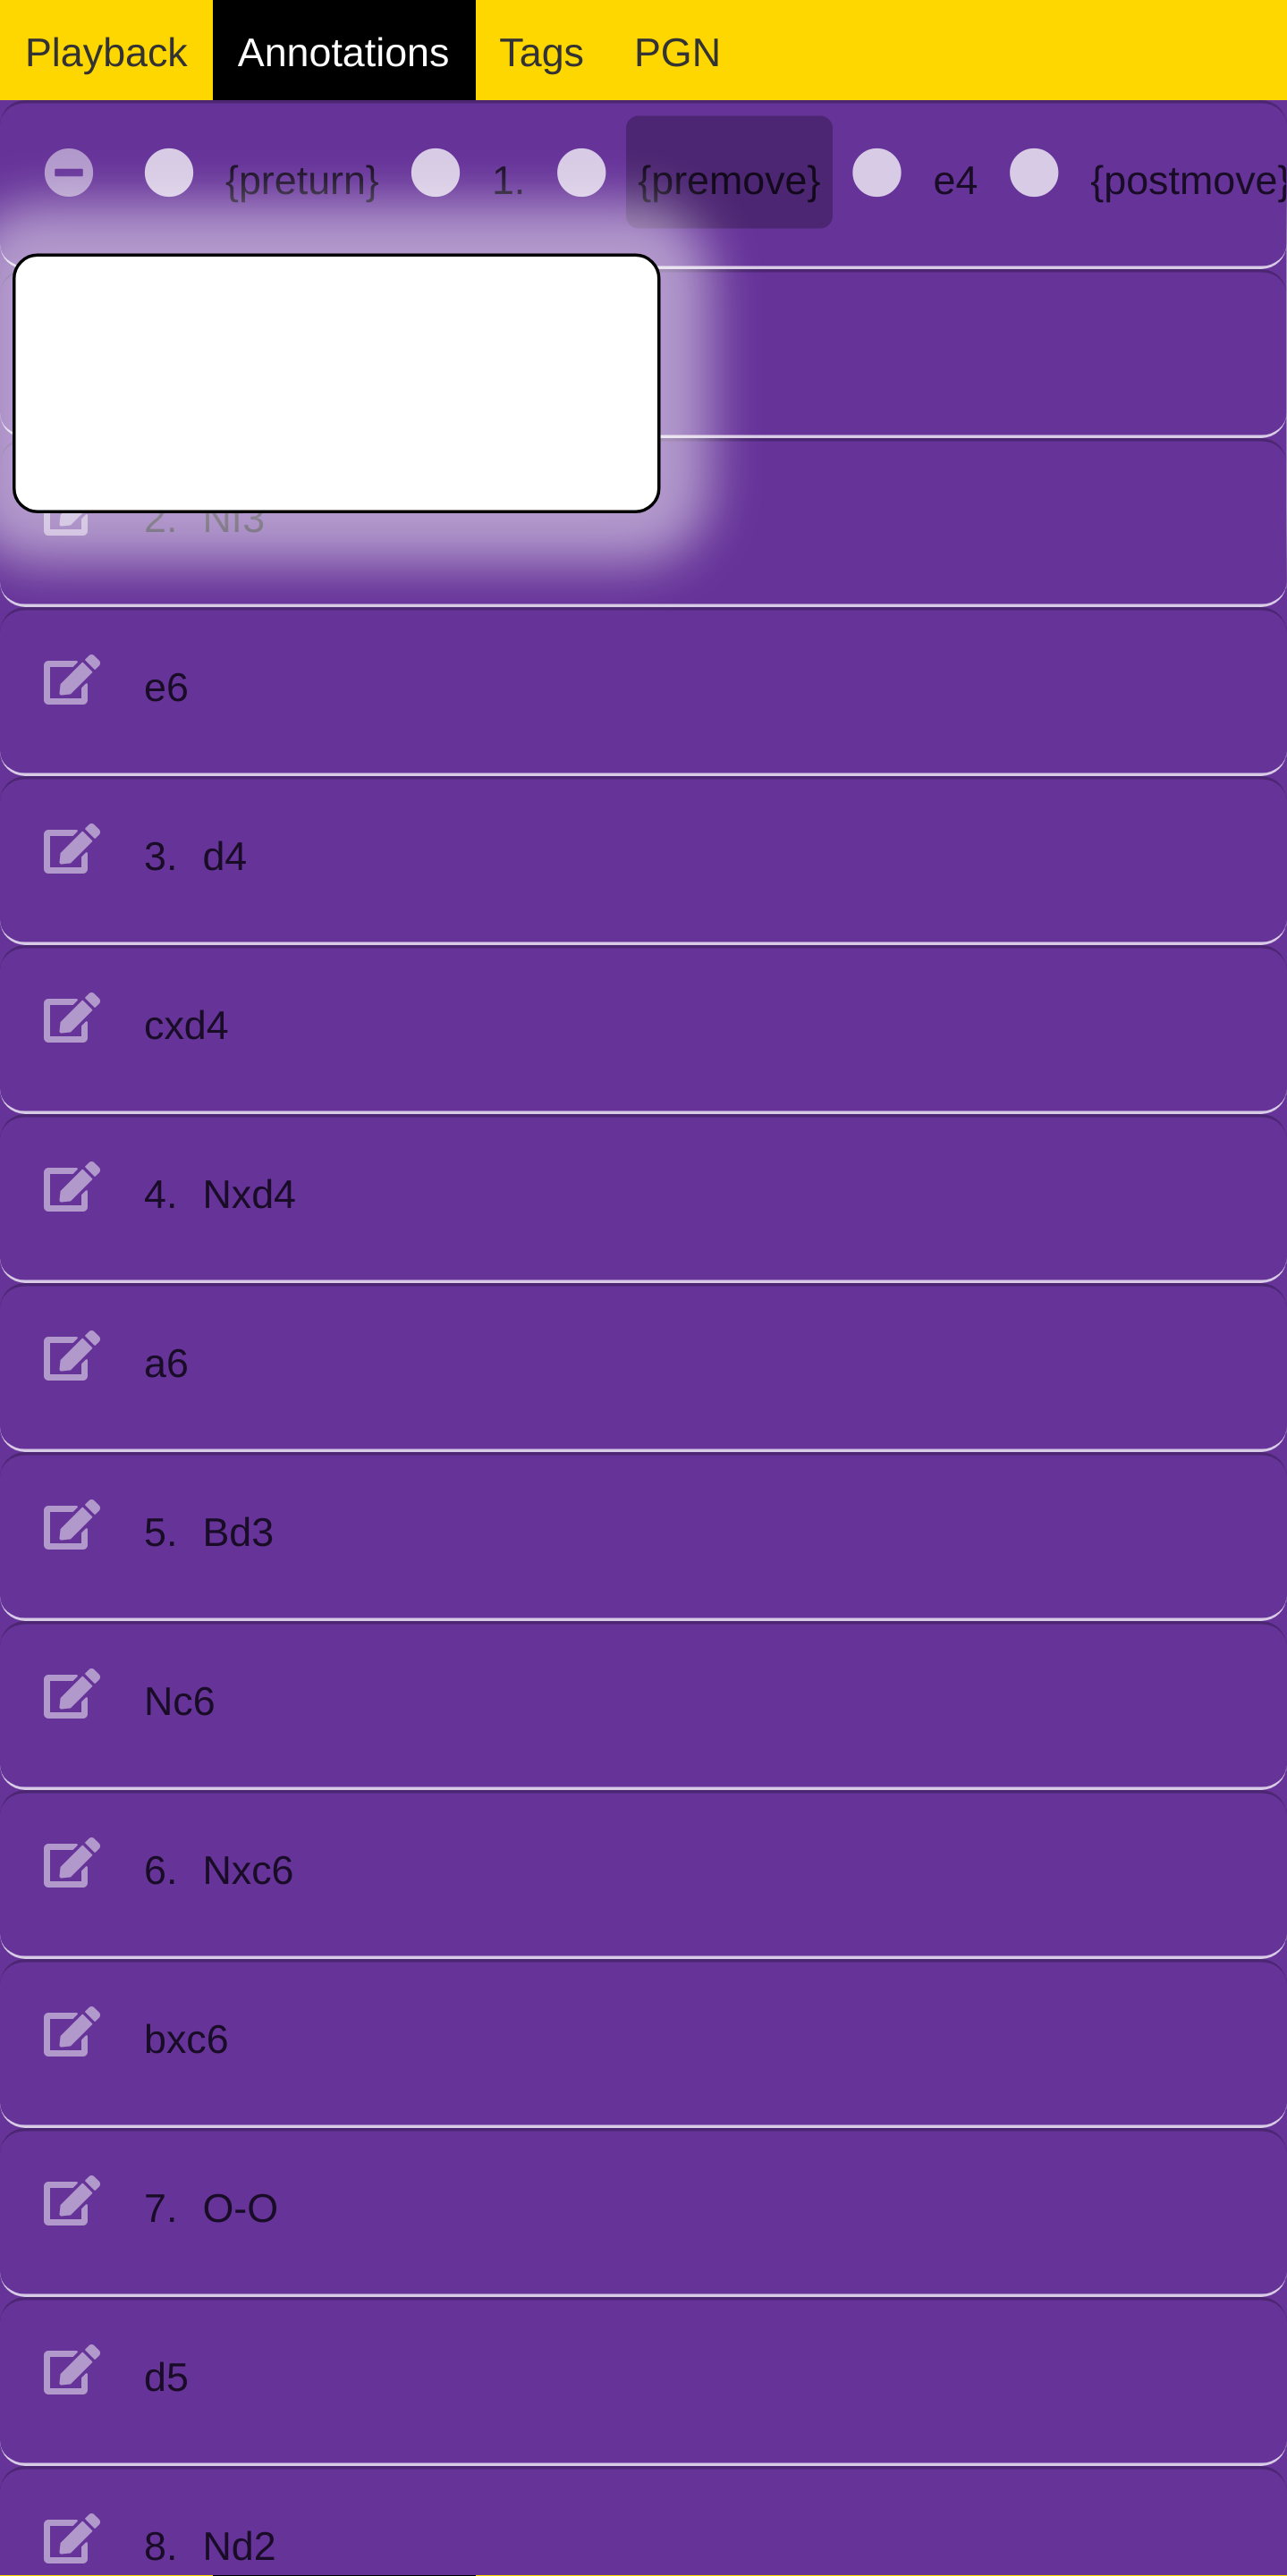 Playback Annotations Tags PGN
{preturn} 1. {premove} e4 {postmove}
2. Nf3
e6
3. d4
cxd4
4. Nxd4
a6
5. Bd3
Nc6
6. Nxc6
bxc6
7. O-O
d5
8. Nd2